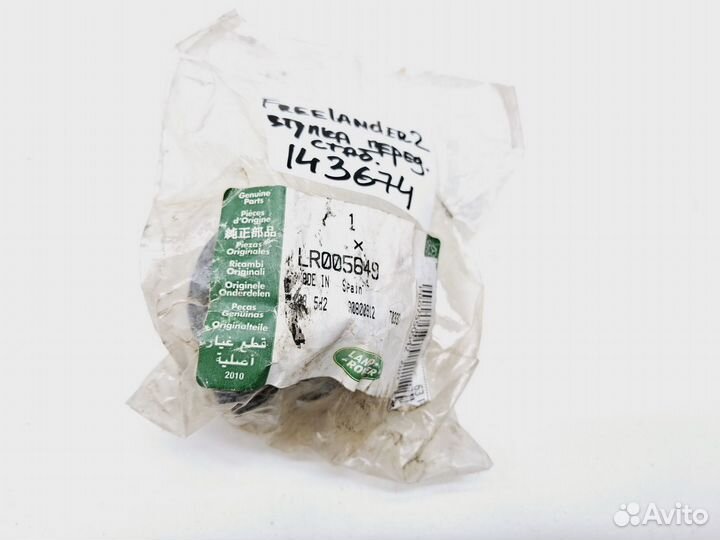 FREElANDER2
втулка перед.
стаб.
143674
Genuine
Parts
Pièces
d'Origine
純正部品
Piezas
Originales
Ricambi
Originali
Originele
Onderdelen
Peças
Genuínas
Originalteile
قطع غيار
أصلية
2010
1
x
LR005649
Spain
LAND
ROVER
Avito